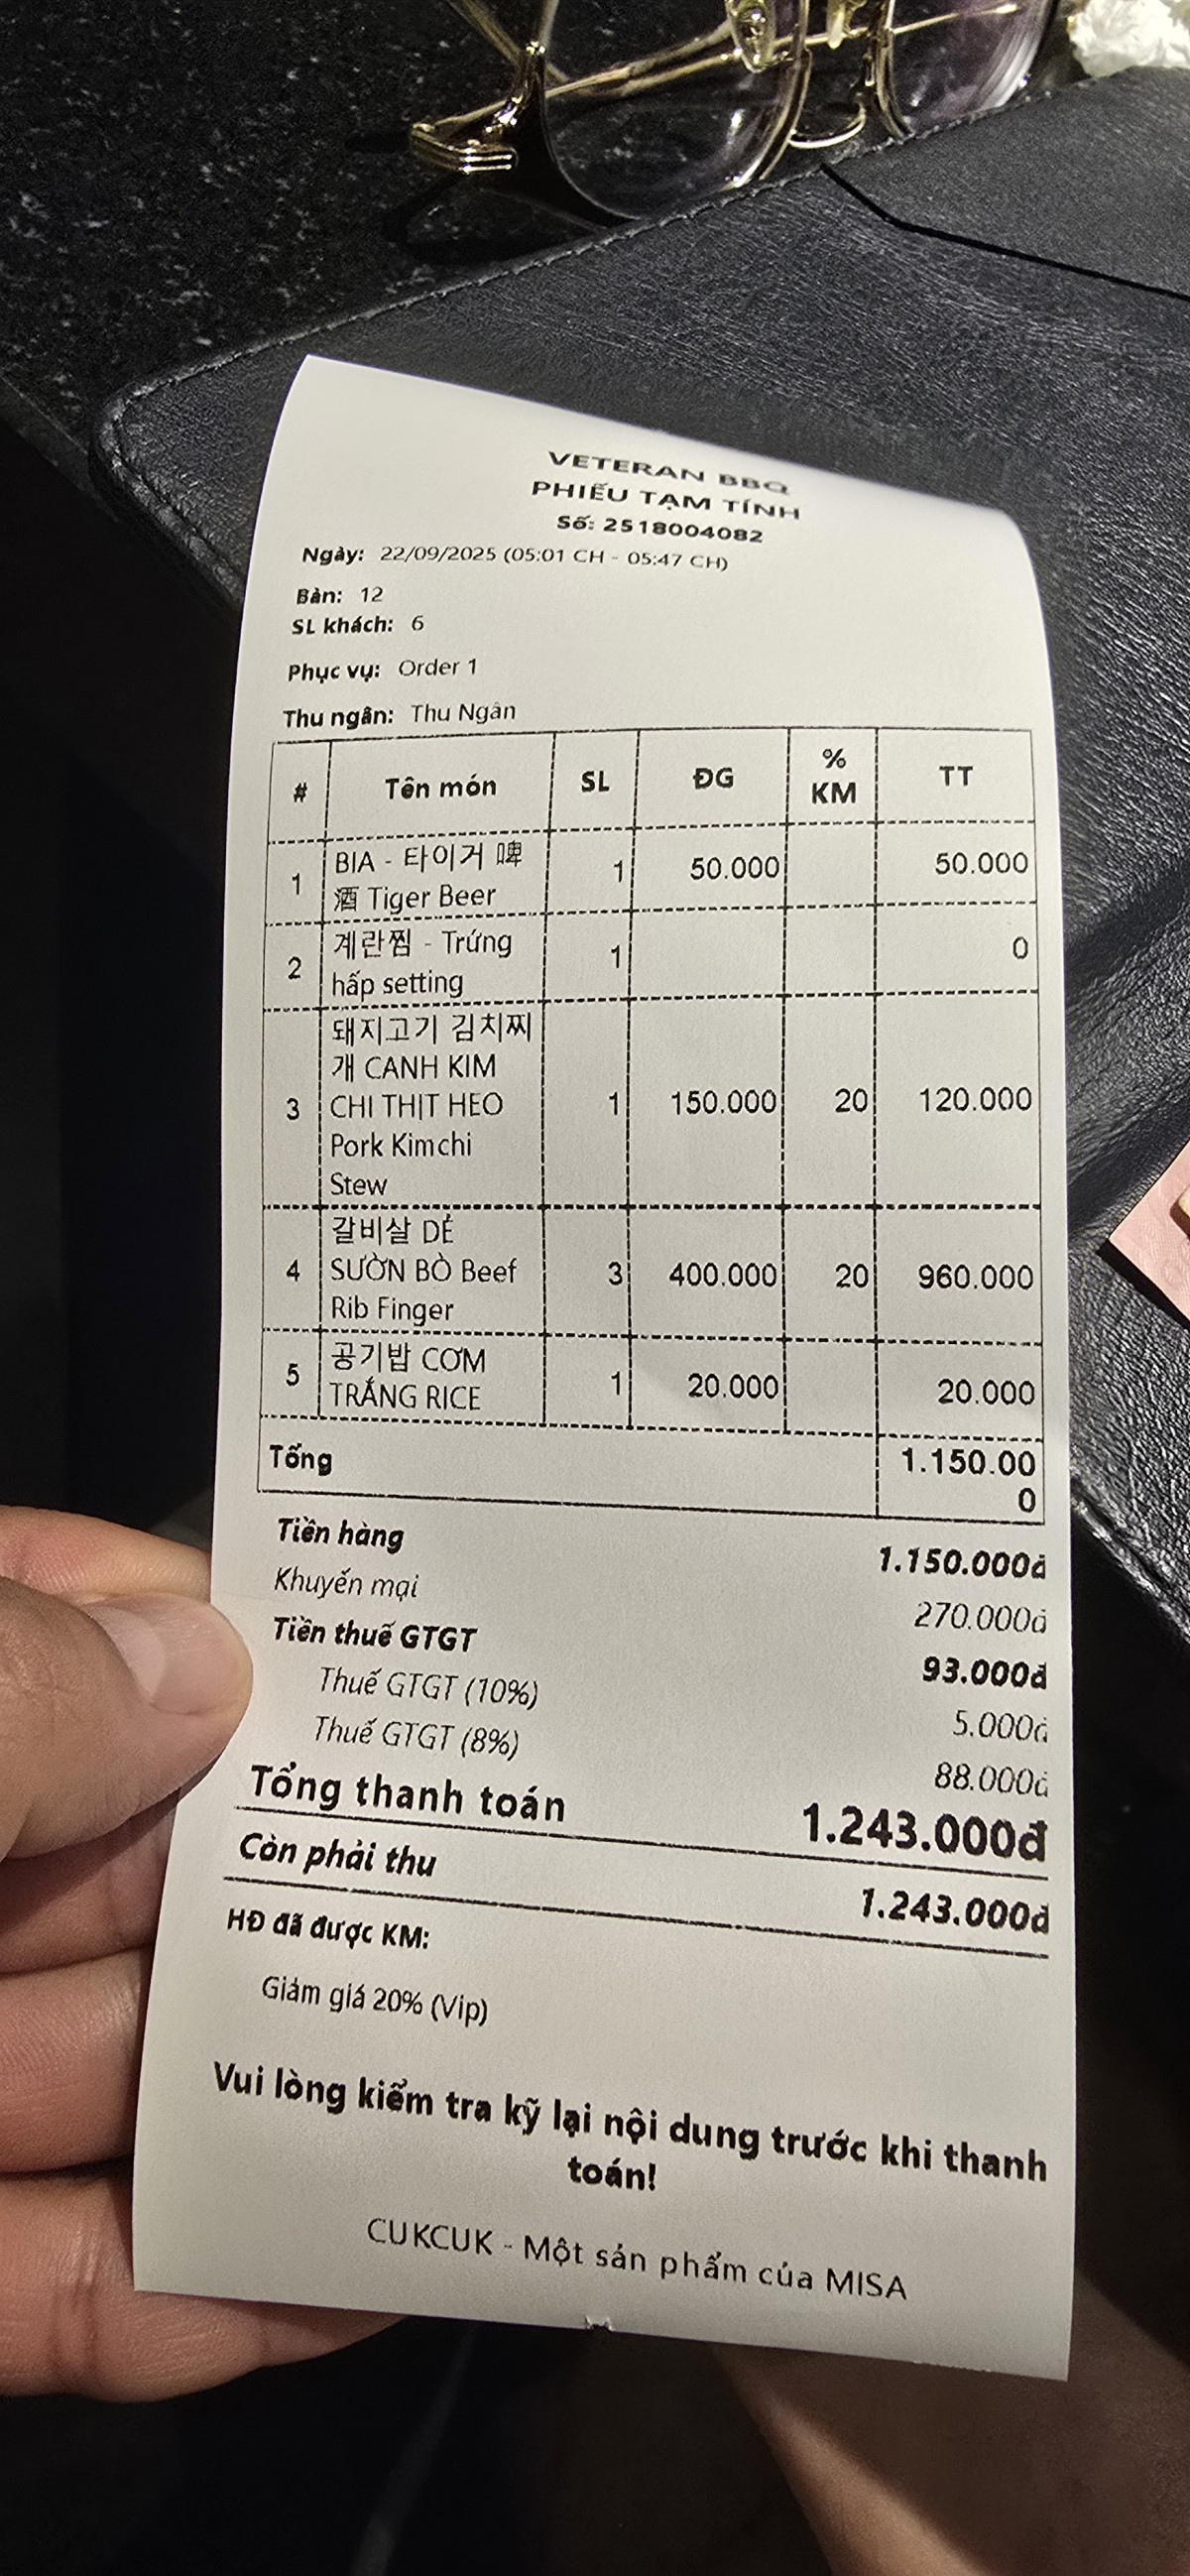 VETERAN BBQ
PHIẾU TẠM TÍNH
Số: 2518004082
Ngày: 22/09/2025 (05:01 CH - 05:47 CH)
Bàn: 12
SL khách: 6
Phục vụ: Order 1
Thu ngân: Thu Ngân
# Tên món SL ĐG % KM TT
1 BIA - 타이거 啤 1 50.000 50.000
酒 Tiger Beer
2 계란찜 - Trứng 1 0
hấp setting
3 돼지고기 김치찌 1 150.000 20 120.000
개 CANH KIM
CHI THỊT HEO
Pork Kimchi
Stew
4 갈비살 DẺ 3 400.000 20 960.000
SƯỜN BÒ Beef
Rib Finger
5 공기밥 CƠM 1 20.000 20.000
TRẮNG RICE
Tổng 1.150.00
0
Tiền hàng 1.150.000đ
Khuyến mại 270.000đ
Tiền thuế GTGT 93.000đ
Thuế GTGT (10%) 5.000đ
Thuế GTGT (8%) 88.000đ
Tổng thanh toán 1.243.000đ
Còn phải thu 1.243.000đ
HĐ đã được KM:
Giảm giá 20% (Vip)
Vui lòng kiểm tra kỹ lại nội dung trước khi thanh
toán!
CUKCUK - Một sản phẩm của MISA